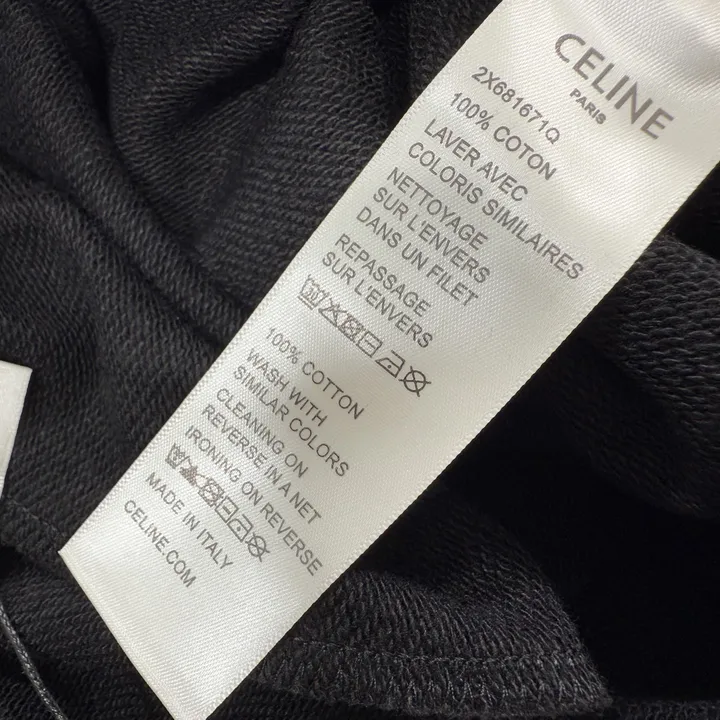 CELINE
PARIS
2X681671Q
100% COTON
LAVER AVEC
COLORIS SIMILAIRES
NETTOYAGE
SUR L'ENVERS
DANS UN FILET
REPASSAGE
SUR L'ENVERS
100% COTTON
WASH WITH
SIMILAR COLORS
CLEANING ON
REVERSE IN A NET
IRONING ON REVERSE
MADE IN ITALY
CELINE.COM